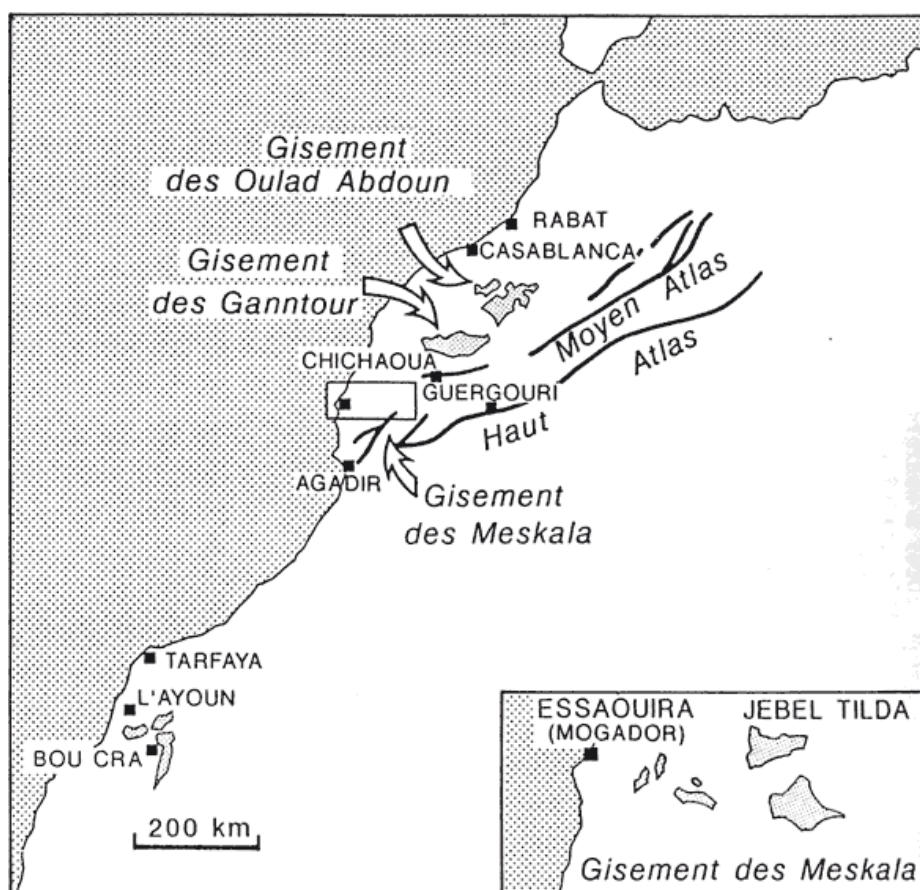 Gisement
des Oulad Abdoun
RABAT
CASABLANCA
Gisement
des Ganntour
Moyen Atlas
CHICHAOUA
GUERGOURI
Haut Atlas
AGADIR
Gisement
des Meskala
TARFAYA
L'AYOUN
BOU CRA
200 km
ESSAOUIRA
(MOGADOR)
JEBEL TILDA
Gisement des Meskala